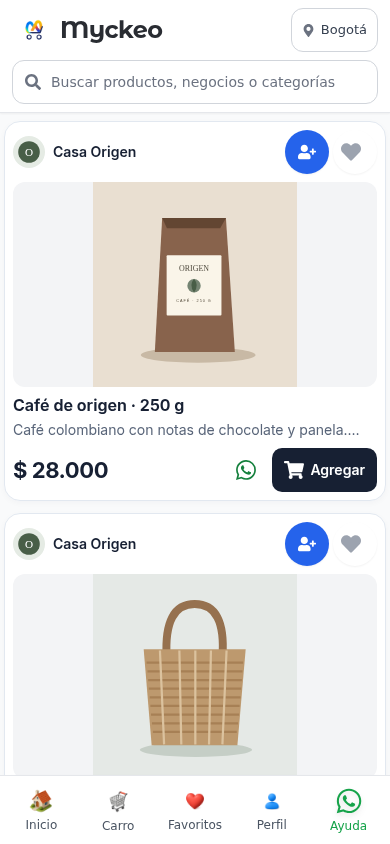 Myckeo
Bogotá
Buscar productos, negocios o categorías
O
Casa Origen
ORIGEN
CAFÉ · 250 G
Café de origen · 250 g
Café colombiano con notas de chocolate y panela....
$ 28.000
Agregar
O
Casa Origen
Inicio
Carro
Favoritos
Perfil
Ayuda